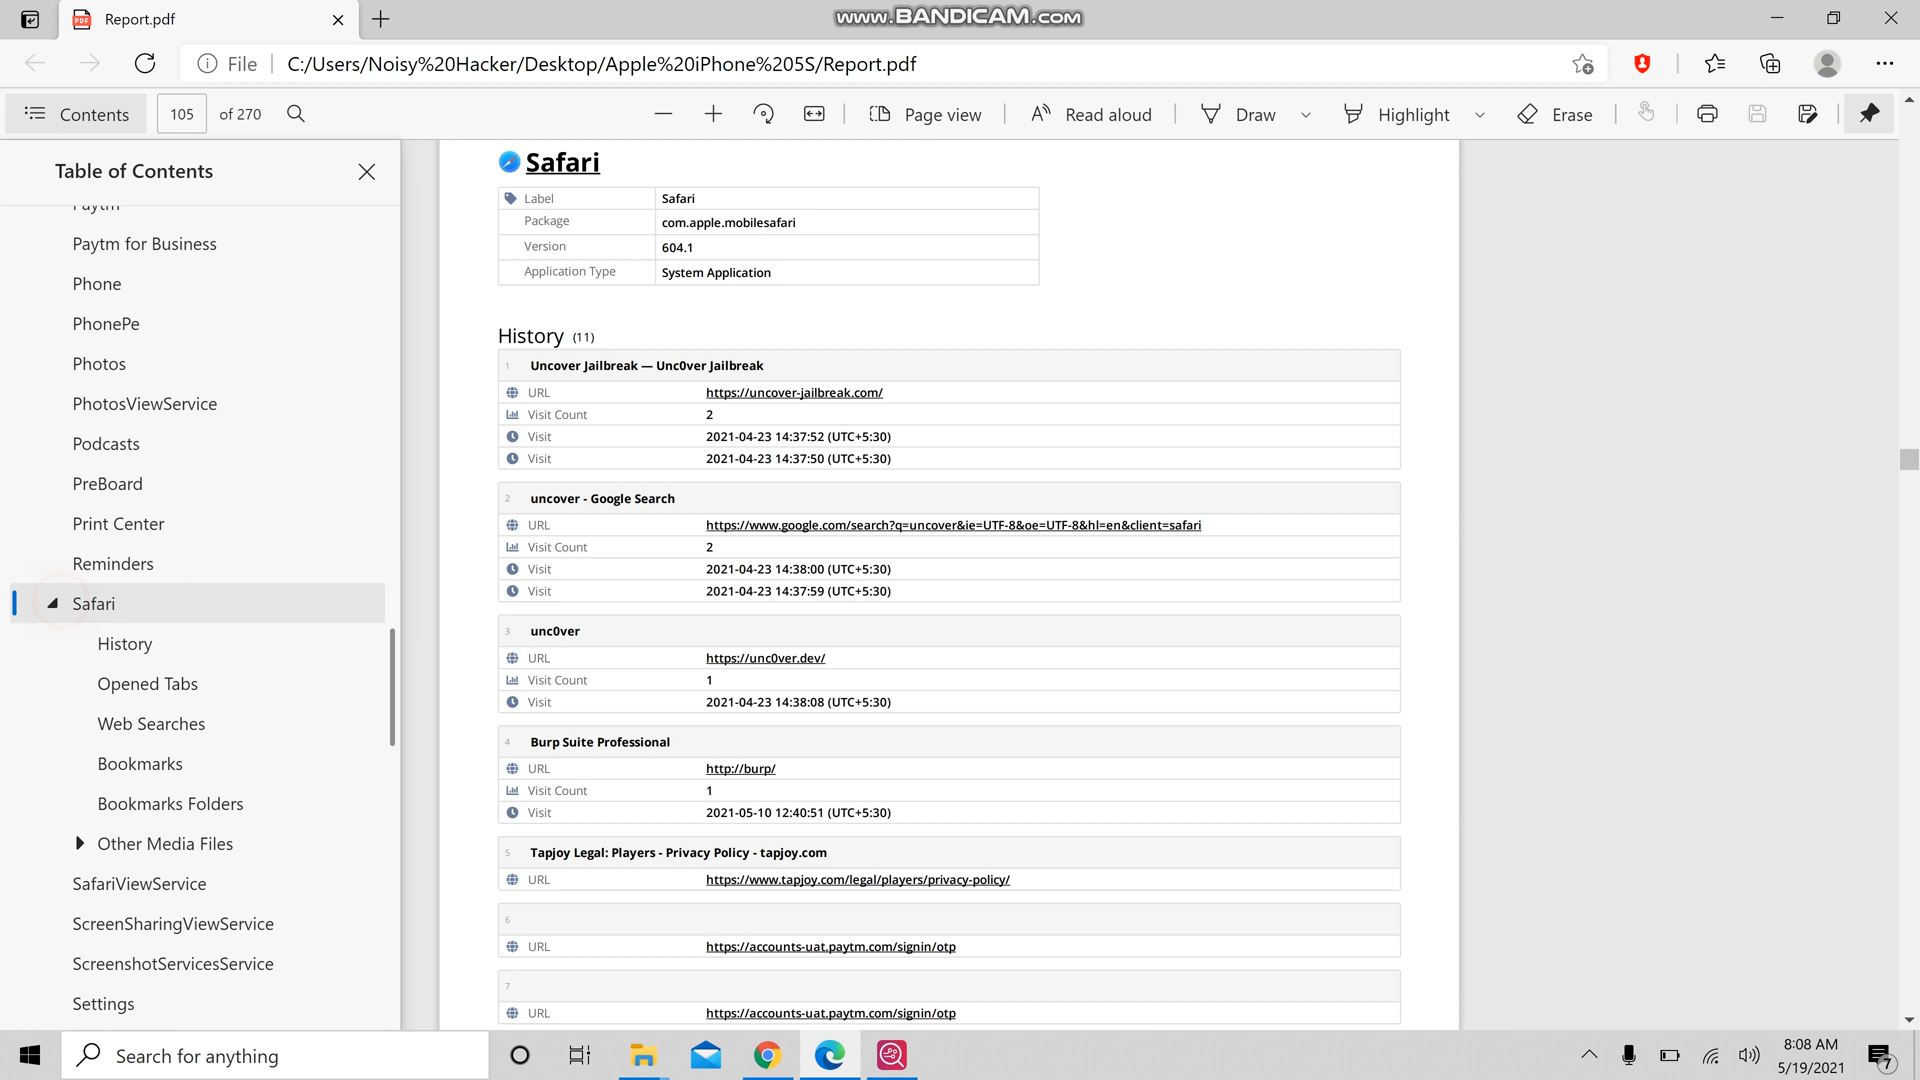 Report.pdf
www.BANDICAM.com
File
C:/Users/Noisy%20Hacker/Desktop/Apple%20iPhone%205S/Report.pdf
Contents
105
of 270
Page view
Read aloud
Draw
Highlight
Erase
Table of Contents
Paytm
Paytm for Business
Phone
PhonePe
Photos
PhotosViewService
Podcasts
PreBoard
Print Center
Reminders
Safari
History
Opened Tabs
Web Searches
Bookmarks
Bookmarks Folders
Other Media Files
SafariViewService
ScreenSharingViewService
ScreenshotServicesService
Settings
Safari
Label Safari
Package com.apple.mobilesafari
Version 604.1
Application Type System Application
History (11)
1 Uncover Jailbreak — Unc0ver Jailbreak
URL https://uncover-jailbreak.com/
Visit Count 2
Visit 2021-04-23 14:37:52 (UTC+5:30)
Visit 2021-04-23 14:37:50 (UTC+5:30)
2 uncover - Google Search
URL https://www.google.com/search?q=uncover&ie=UTF-8&oe=UTF-8&hl=en&client=safari
Visit Count 2
Visit 2021-04-23 14:38:00 (UTC+5:30)
Visit 2021-04-23 14:37:59 (UTC+5:30)
3 unc0ver
URL https://unc0ver.dev/
Visit Count 1
Visit 2021-04-23 14:38:08 (UTC+5:30)
4 Burp Suite Professional
URL http://burp/
Visit Count 1
Visit 2021-05-10 12:40:51 (UTC+5:30)
5 Tapjoy Legal: Players - Privacy Policy - tapjoy.com
URL https://www.tapjoy.com/legal/players/privacy-policy/
6
URL https://accounts-uat.paytm.com/signin/otp
7
URL https://accounts-uat.paytm.com/signin/otp
Search for anything
8:08 AM
5/19/2021
7